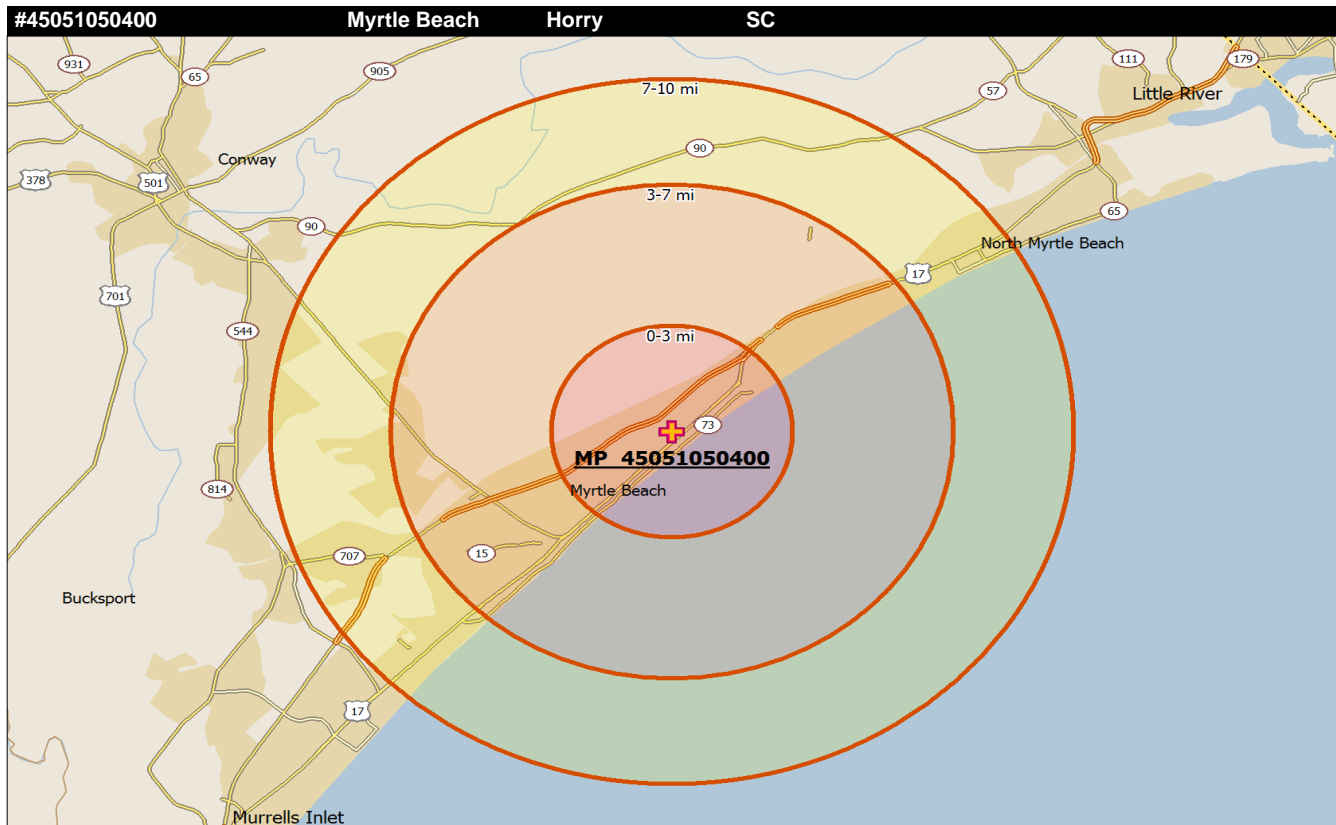 #45051050400 Myrtle Beach Horry SC
931
65
905
111
179
7-10 mi
57
Little River
90
Conway
378
501
3-7 mi
65
90
North Myrtle Beach
17
701
544
0-3 mi
73
MP 45051050400
Myrtle Beach
814
707
15
Bucksport
17
Murrells Inlet